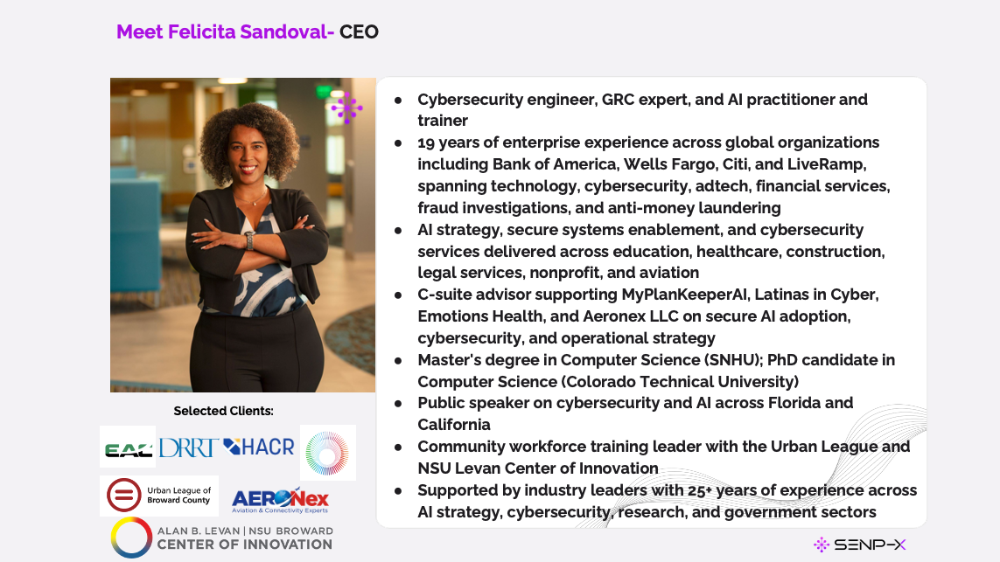 Meet Felicita Sandoval- CEO
● Cybersecurity engineer, GRC expert, and AI practitioner and
trainer
● 19 years of enterprise experience across global organizations
including Bank of America, Wells Fargo, Citi, and LiveRamp,
spanning technology, cybersecurity, adtech, financial services,
fraud investigations, and anti-money laundering
● AI strategy, secure systems enablement, and cybersecurity
services delivered across education, healthcare, construction,
legal services, nonprofit, and aviation
● C-suite advisor supporting MyPlanKeeperAI, Latinas in Cyber,
Emotions Health, and Aeronex LLC on secure AI adoption,
cybersecurity, and operational strategy
● Master's degree in Computer Science (SNHU); PhD candidate in
Computer Science (Colorado Technical University)
● Public speaker on cybersecurity and AI across Florida and
California
● Community workforce training leader with the Urban League and
NSU Levan Center of Innovation
● Supported by industry leaders with 25+ years of experience across
AI strategy, cybersecurity, research, and government sectors
Selected Clients:
EAC
DRRT
HACR
Urban League of
Broward County
AERONex
Aviation & Connectivity Experts
ALAN B. LEVAN | NSU BROWARD
CENTER OF INNOVATION
SENP-X